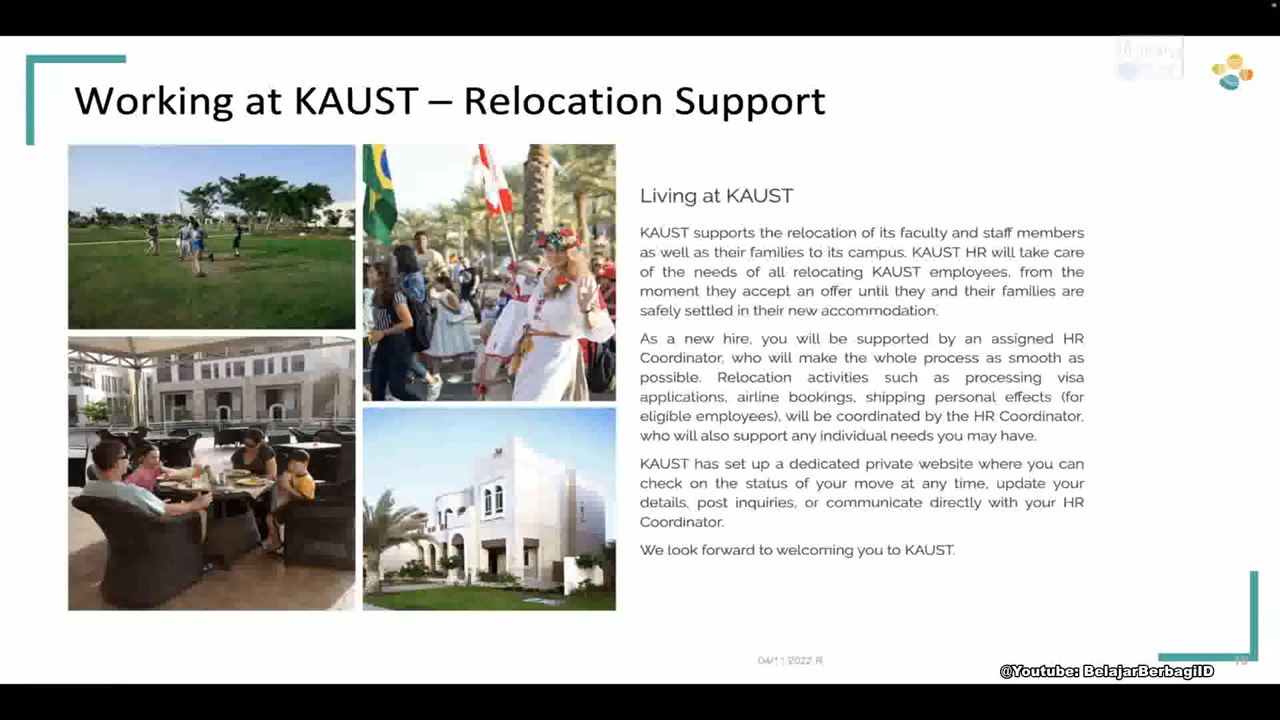 Working at KAUST – Relocation Support
Living at KAUST
KAUST supports the relocation of its faculty and staff members
as well as their families to its campus. KAUST HR will take care
of the needs of all relocating KAUST employees, from the
moment they accept an offer until they and their families are
safely settled in their new accommodation.
As a new hire, you will be supported by an assigned HR
Coordinator, who will make the whole process as smooth as
possible. Relocation activities such as processing visa
applications, airline bookings, shipping personal effects (for
eligible employees), will be coordinated by the HR Coordinator,
who will also support any individual needs you may have.
KAUST has set up a dedicated private website where you can
check on the status of your move at any time, update your
details, post inquiries, or communicate directly with your HR
Coordinator.
We look forward to welcoming you to KAUST.
04/11/2022 R
@Youtube: BelajarBerbagiID